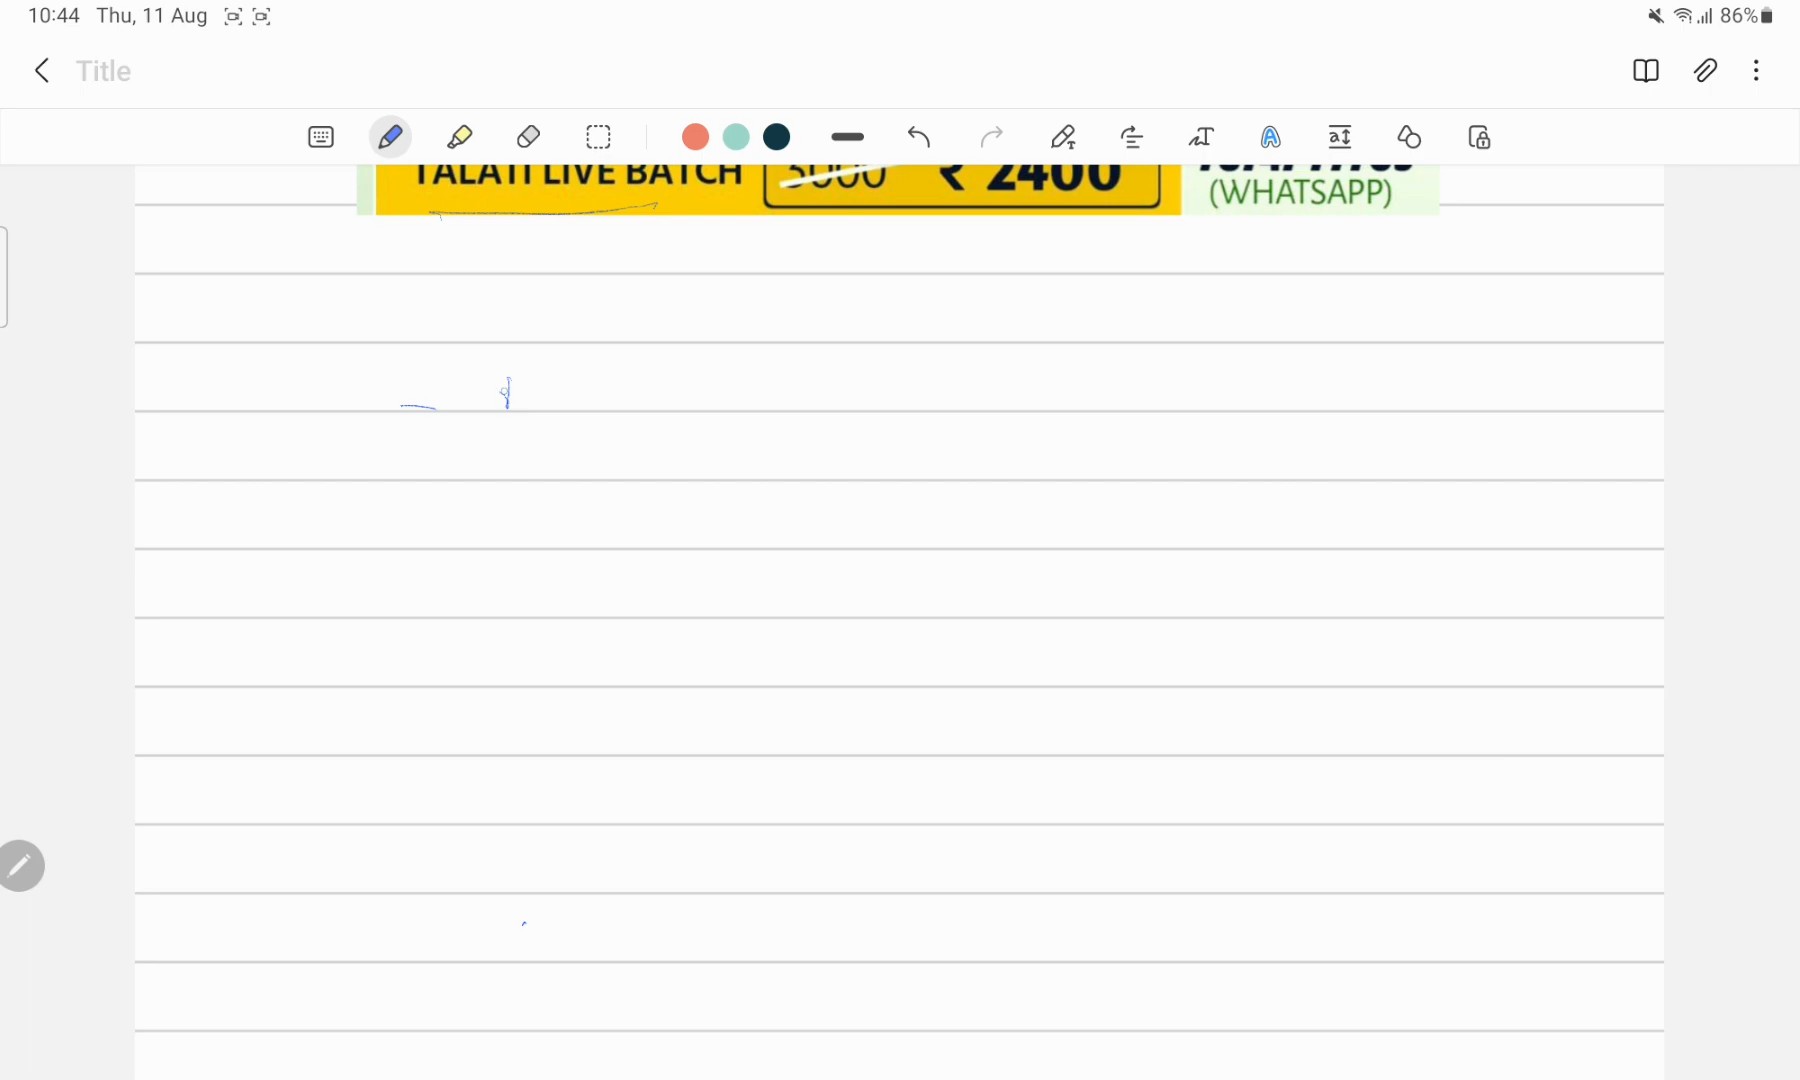 10:44 Thu, 11 Aug 86%
Title
TALATI LIVE BATCH 3000 ₹ 2400
(WHATSAPP)